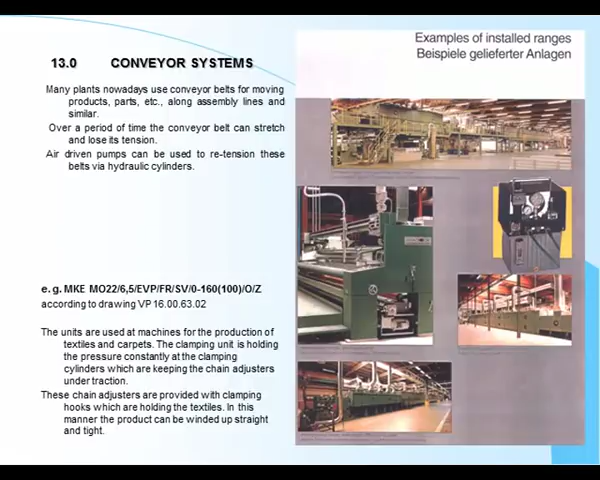 13.0 CONVEYOR SYSTEMS
Many plants nowadays use conveyor belts for moving
products, parts, etc., along assembly lines and
similar.
Over a period of time the conveyor belt can stretch
and lose its tension.
Air driven pumps can be used to re-tension these
belts via hydraulic cylinders.
e. g. MKE MO22/6,5/EVP/FR/SV/0-160(100)/O/Z
according to drawing VP 16.00.63.02
The units are used at machines for the production of
textiles and carpets. The clamping unit is holding
the pressure constantly at the clamping
cylinders which are keeping the chain adjusters
under traction.
These chain adjusters are provided with clamping
hooks which are holding the textiles. In this
manner the product can be winded up straight
and tight.
Examples of installed ranges
Beispiele gelieferter Anlagen